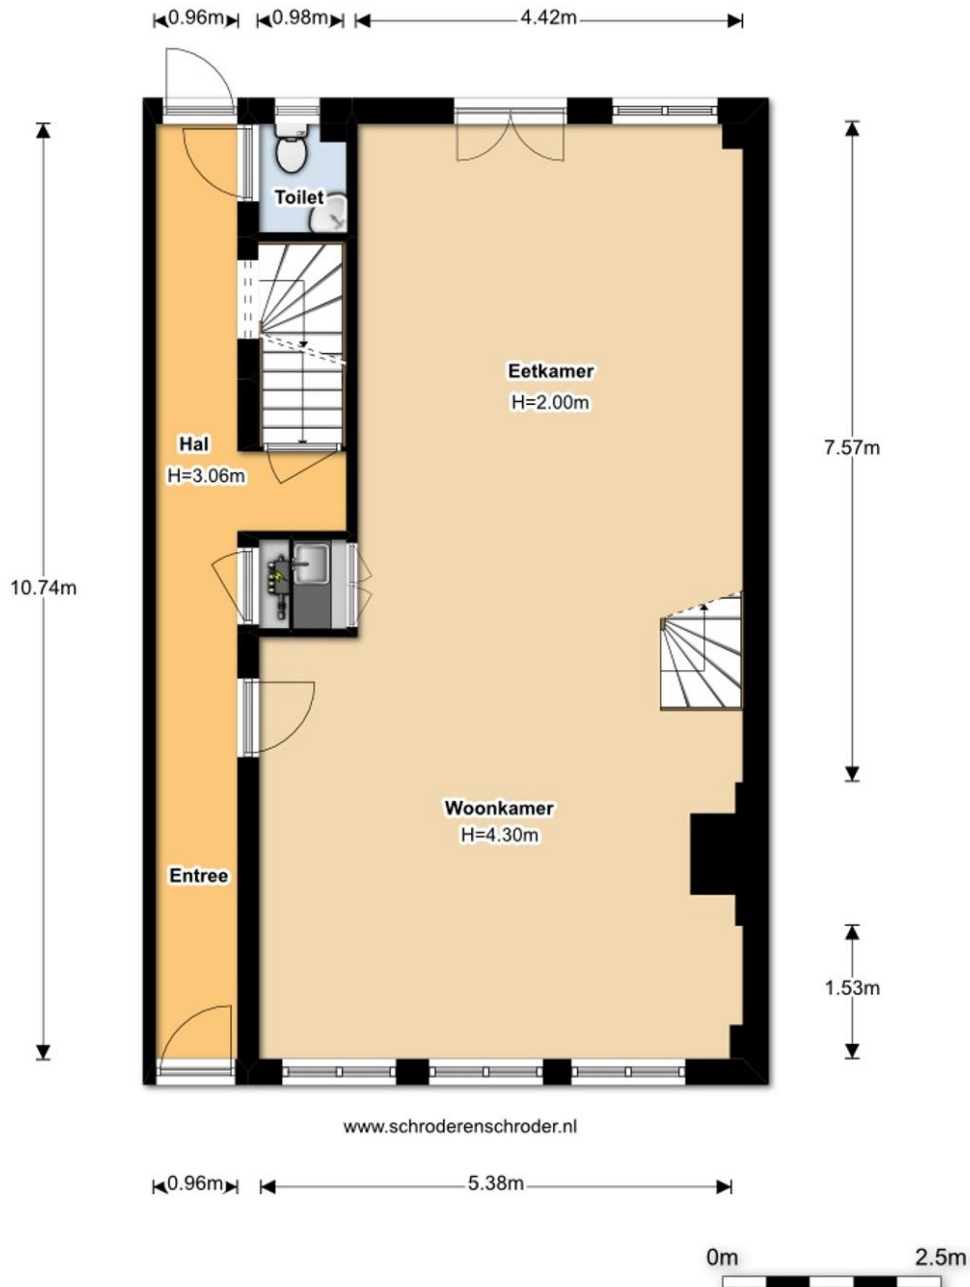 0.96m
0.98m
4.42m
Toilet
Eetkamer
H=2.00m
Hal
H=3.06m
7.57m
10.74m
Woonkamer
H=4.30m
Entree
1.53m
www.schroderenschroder.nl
0.96m
5.38m
0m
2.5m